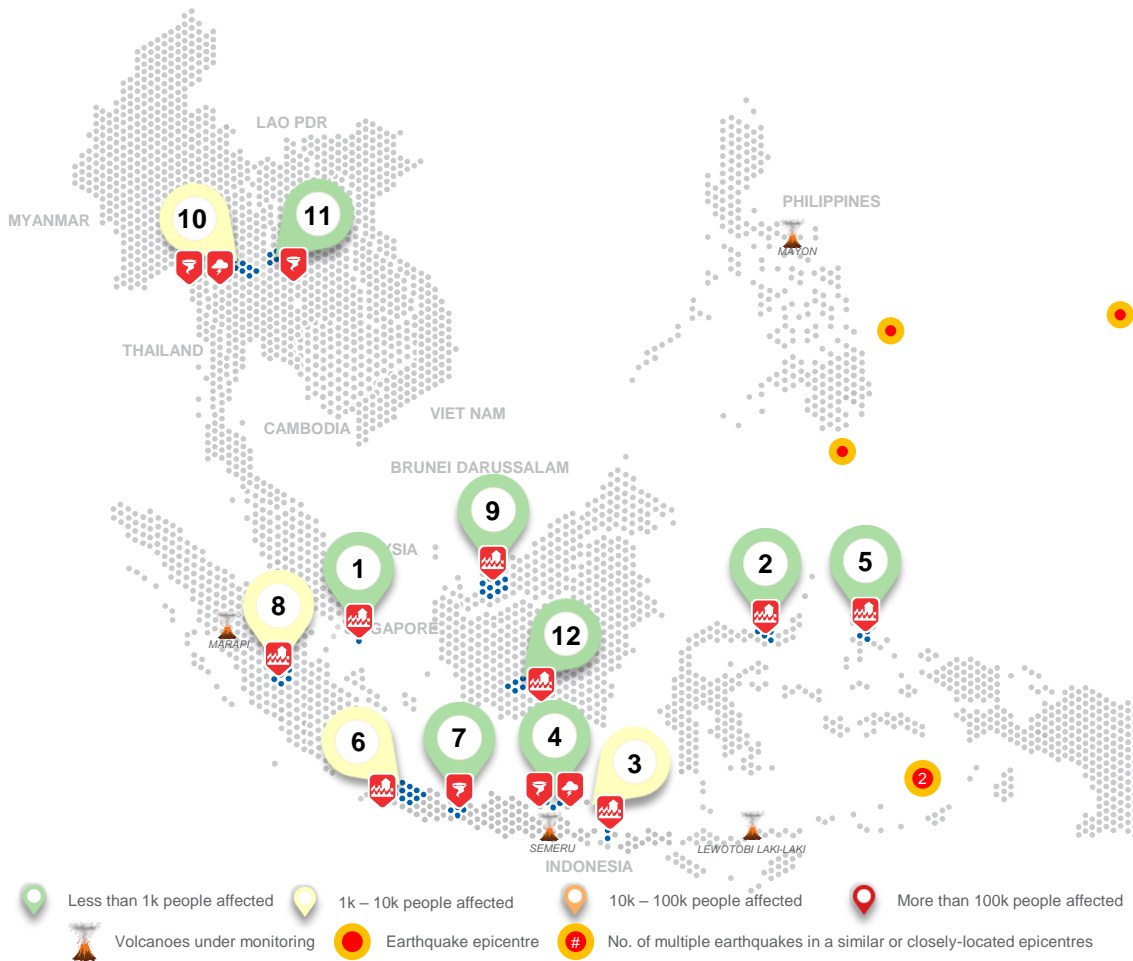 LAO PDR
MYANMAR
10
11
PHILIPPINES
MAYON
THAILAND
VIET NAM
CAMBODIA
BRUNEI DARUSSALAM
9
YSIA
1
2
5
8
GAPORE
MARAPI
12
6
7
4
3
2
SEMERU
LEWOTOBI LAKI-LAKI
INDONESIA
Less than 1k people affected
1k – 10k people affected
10k – 100k people affected
More than 100k people affected
Volcanoes under monitoring
Earthquake epicentre
# No. of multiple earthquakes in a similar or closely-located epicentres